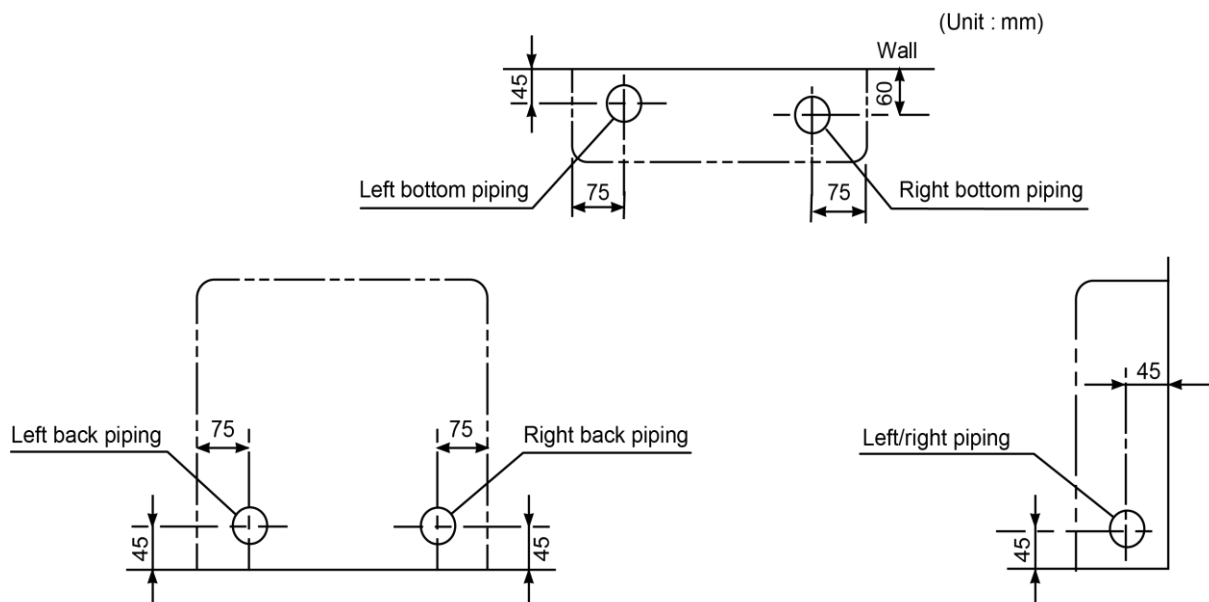 (Unit : mm)
Wall
45
60
Left bottom piping
75
75
Right bottom piping
45
Left back piping
75
75
Right back piping
Left/right piping
45
45
45